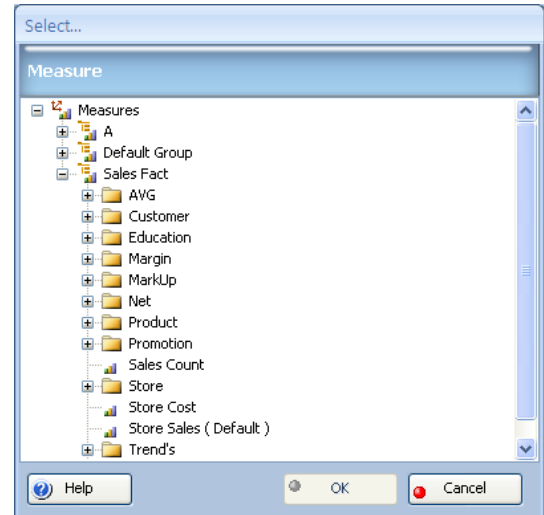 Select...
Measure
Measures
A
Default Group
Sales Fact
AVG
Customer
Education
Margin
MarkUp
Net
Product
Promotion
Sales Count
Store
Store Cost
Store Sales ( Default )
Trend's
Help OK Cancel